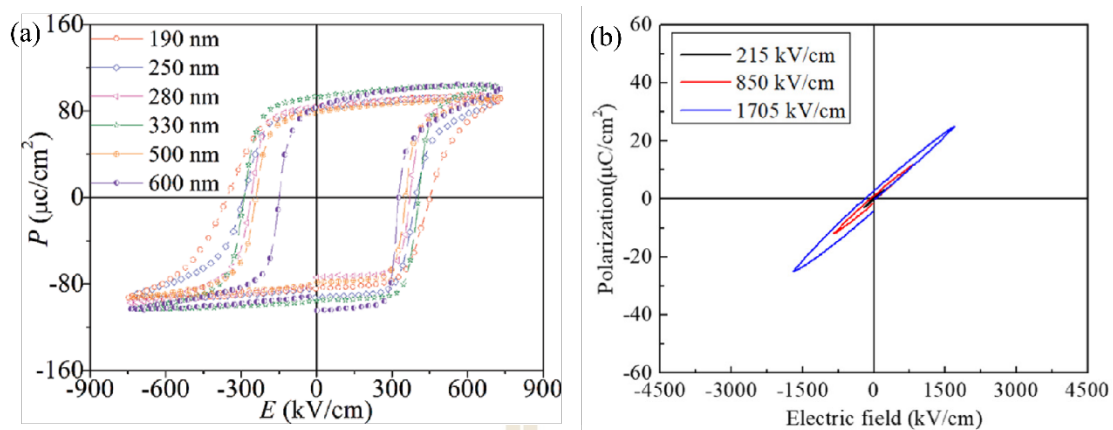 (a)
160
80
0
-80
-160
P (μc/cm²)
190 nm
250 nm
280 nm
330 nm
500 nm
600 nm
-900 -600 -300 0 300 600 900
E (kV/cm)
(b)
60
40
20
0
-20
-40
-60
Polarization(μC/cm²)
215 kV/cm
850 kV/cm
1705 kV/cm
-4500 -3000 -1500 0 1500 3000 4500
Electric field (kV/cm)